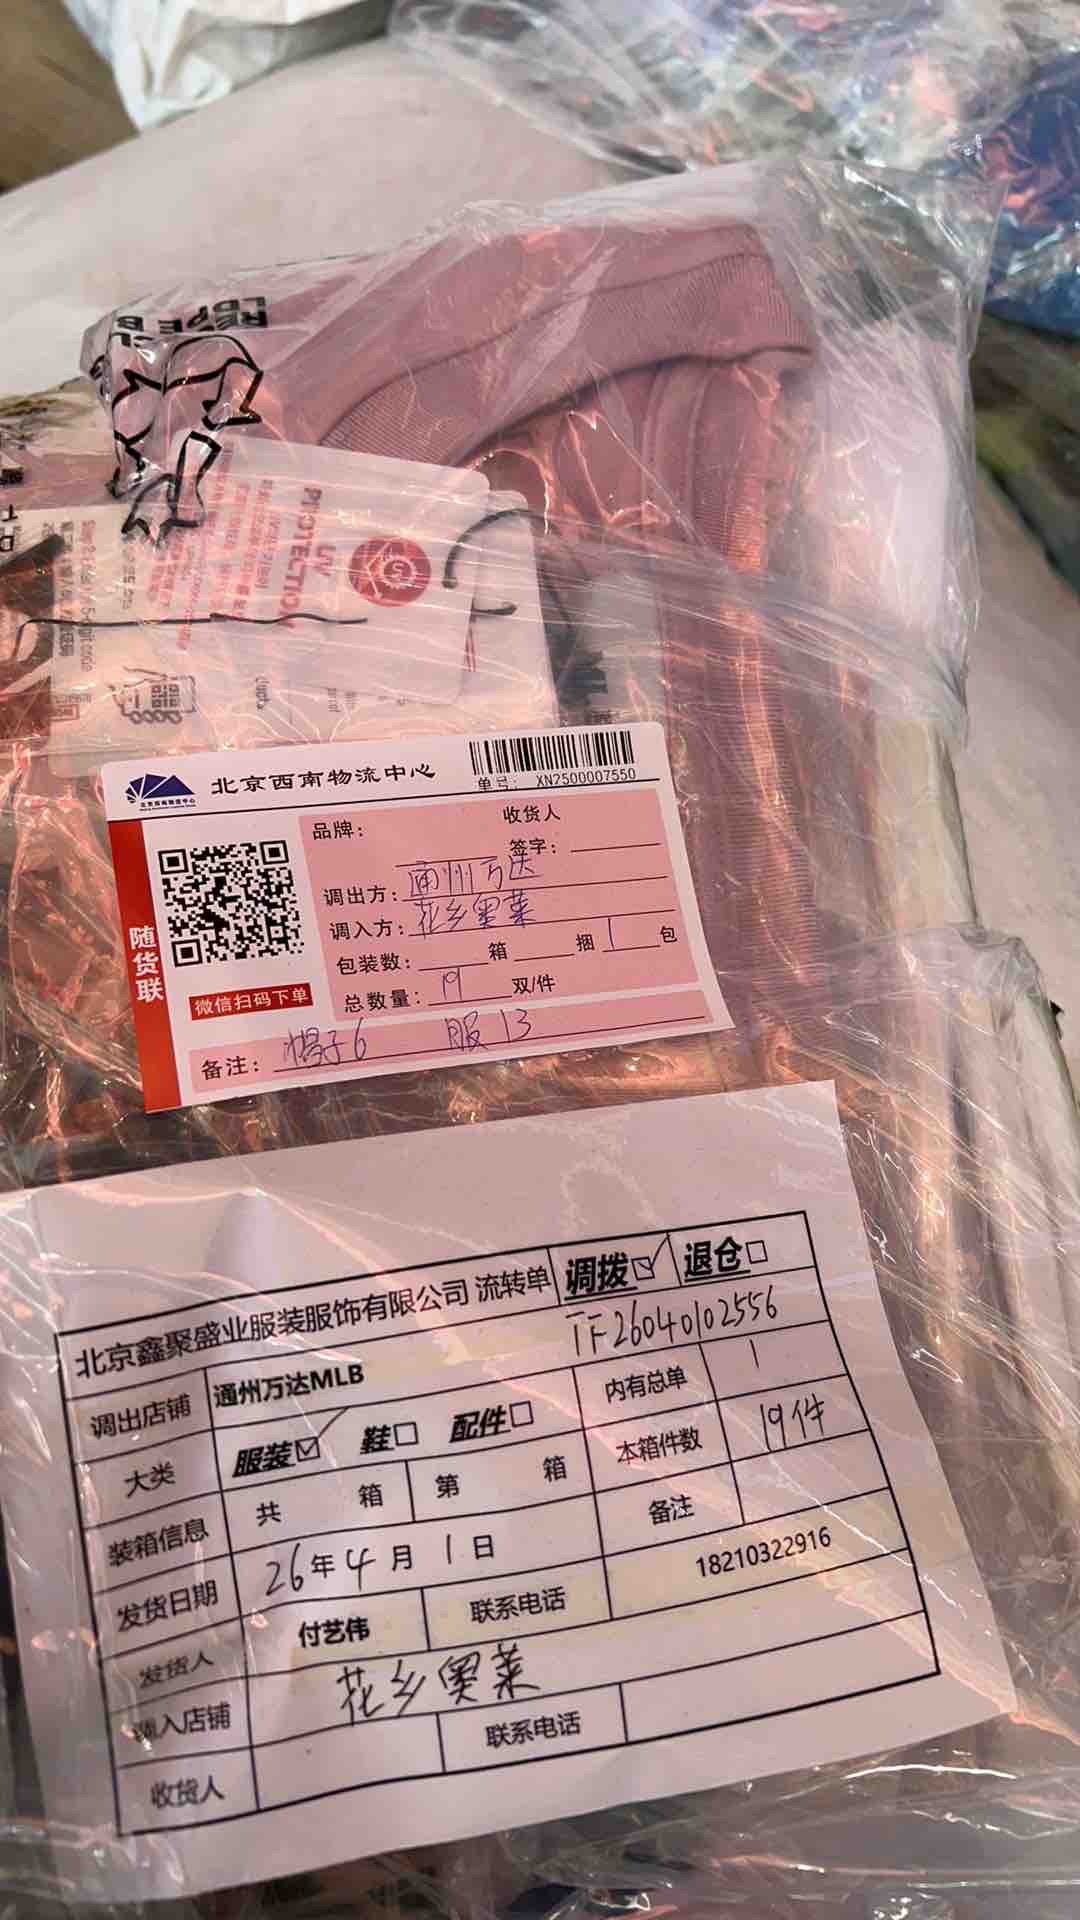 UV
PROTECTION
北京西南物流中心
单号: XN2500007550
随货联
微信扫码下单
品牌:
收货人
签字:
调出方: 通州万达
调入方: 花乡奥莱
包装数: 箱 捆 1 包
总数量: 19 双/件
备注: 帽子6 服13
北京鑫聚盛业服装服饰有限公司 流转单 调拨☑ 退仓☐
TF26040102556
调出店铺 通州万达MLB 内有总单 1
大类 服装☑ 鞋☐ 配件☐ 本箱件数 19件
装箱信息 共 箱 第 箱 备注
发货日期 26年4月1日
发货人 付艺伟 联系电话 18210322916
调入店铺 花乡奥莱
收货人 联系电话